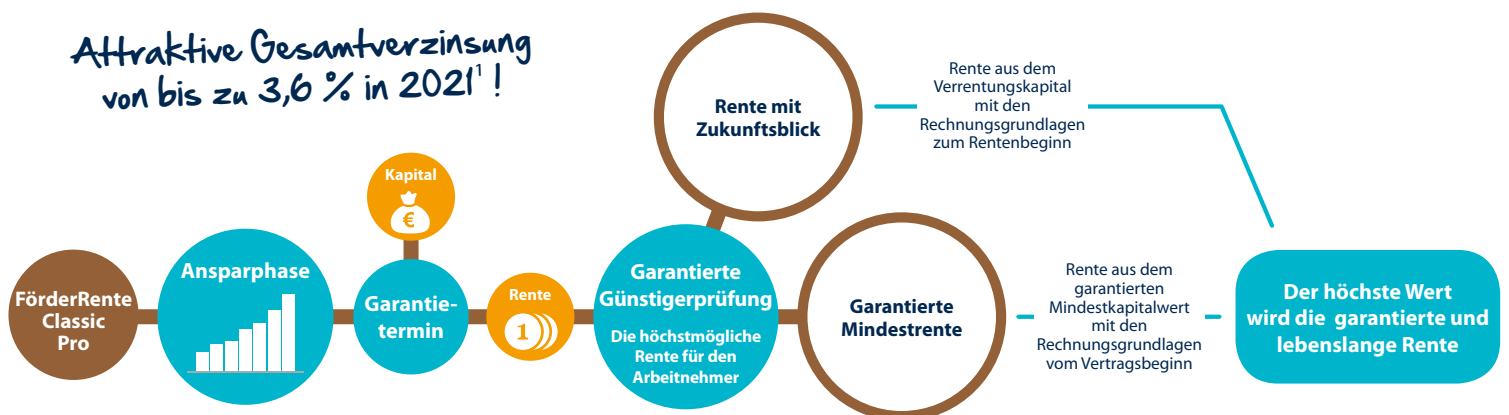 Attraktive Gesamtverzinsung
von bis zu 3,6 % in 2021¹ !
FörderRente
Classic
Pro
Ansparphase
Kapital
€
Garantie-
termin
Rente
1
Garantierte
Günstigerprüfung
Die höchstmögliche
Rente für den
Arbeitnehmer
Rente mit
Zukunftsblick
Rente aus dem
Verrentungskapital
mit den
Rechnungsgrundlagen
zum Rentenbeginn
Garantierte
Mindestrente
Rente aus dem
garantierten
Mindestkapitalwert
mit den
Rechnungsgrundlagen
vom Vertragsbeginn
Der höchste Wert
wird die garantierte und
lebenslange Rente